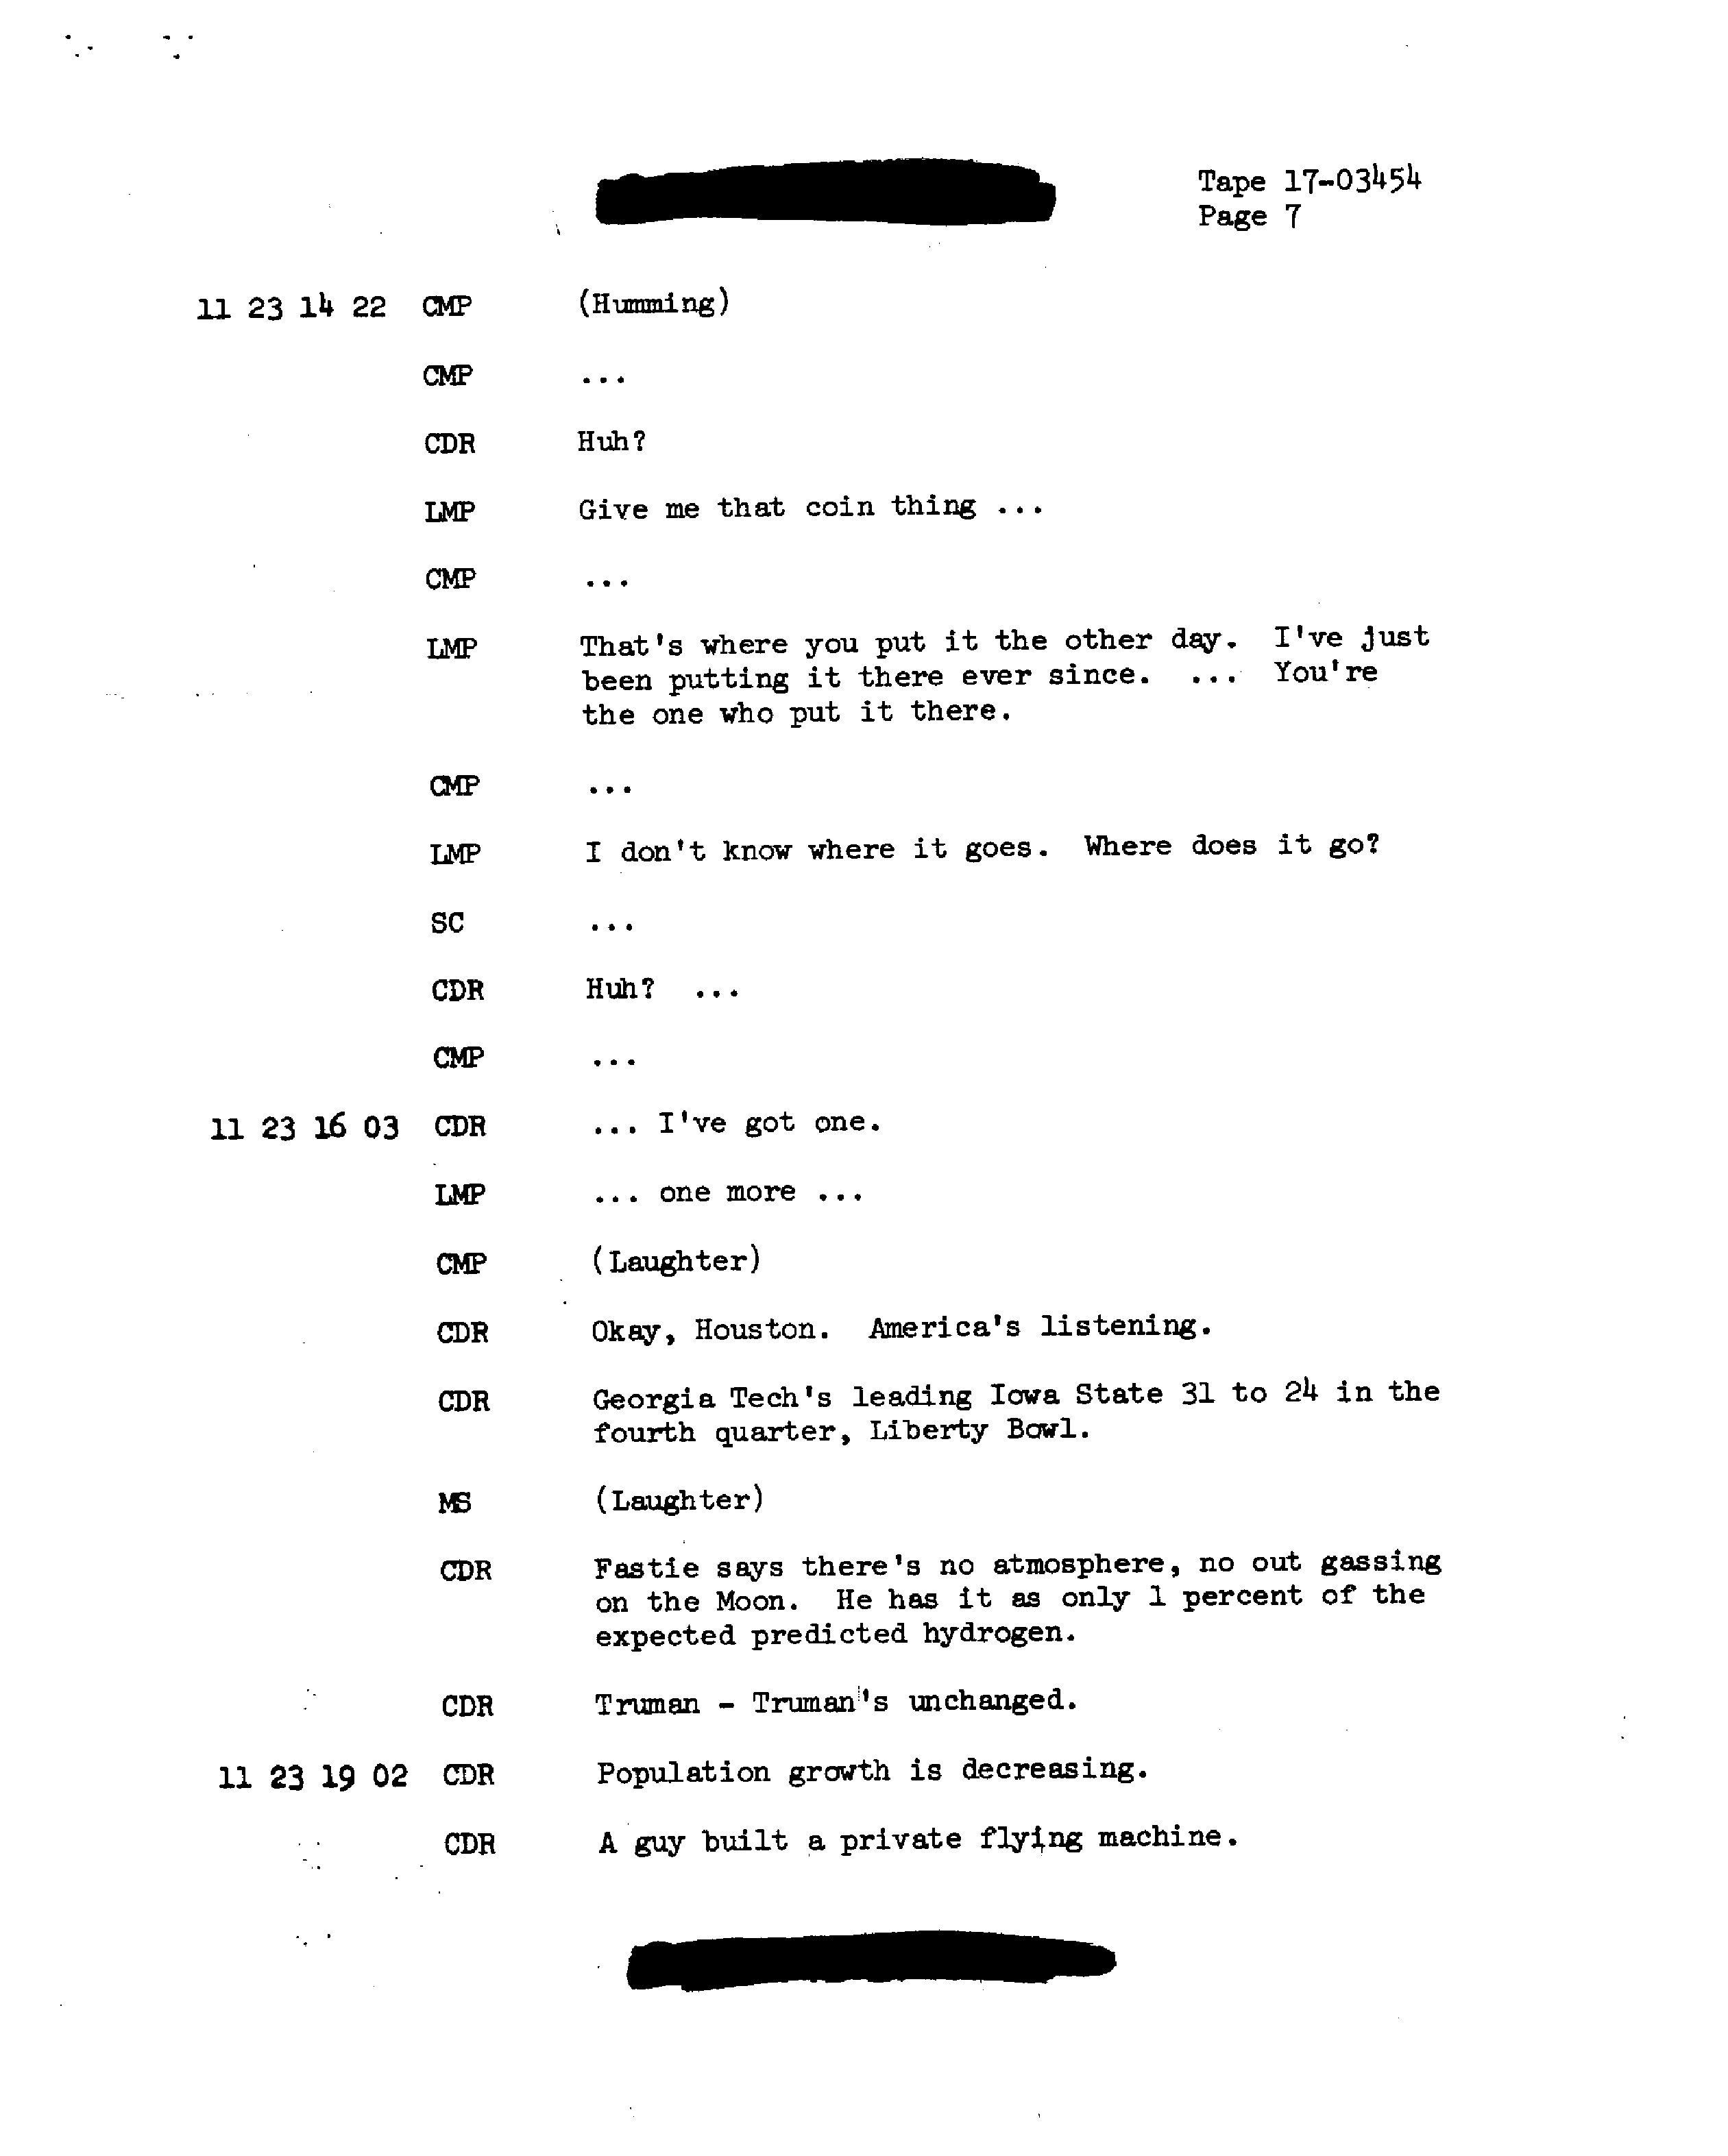 Tape 17-03454
Page 7
11 23 14 22 CMP (Humming)
CMP ...
CDR Huh?
LMP Give me that coin thing ...
CMP ...
LMP That's where you put it the other day. I've just
been putting it there ever since. ... You're
the one who put it there.
CMP ...
LMP I don't know where it goes. Where does it go?
SC ...
CDR Huh? ...
CMP ...
11 23 16 03 CDR ... I've got one.
LMP ... one more ...
CMP (Laughter)
CDR Okay, Houston. America's listening.
CDR Georgia Tech's leading Iowa State 31 to 24 in the
fourth quarter, Liberty Bowl.
MS (Laughter)
CDR Fastie says there's no atmosphere, no out gassing
on the Moon. He has it as only 1 percent of the
expected predicted hydrogen.
CDR Truman - Truman's unchanged.
11 23 19 02 CDR Population growth is decreasing.
CDR A guy built a private flying machine.